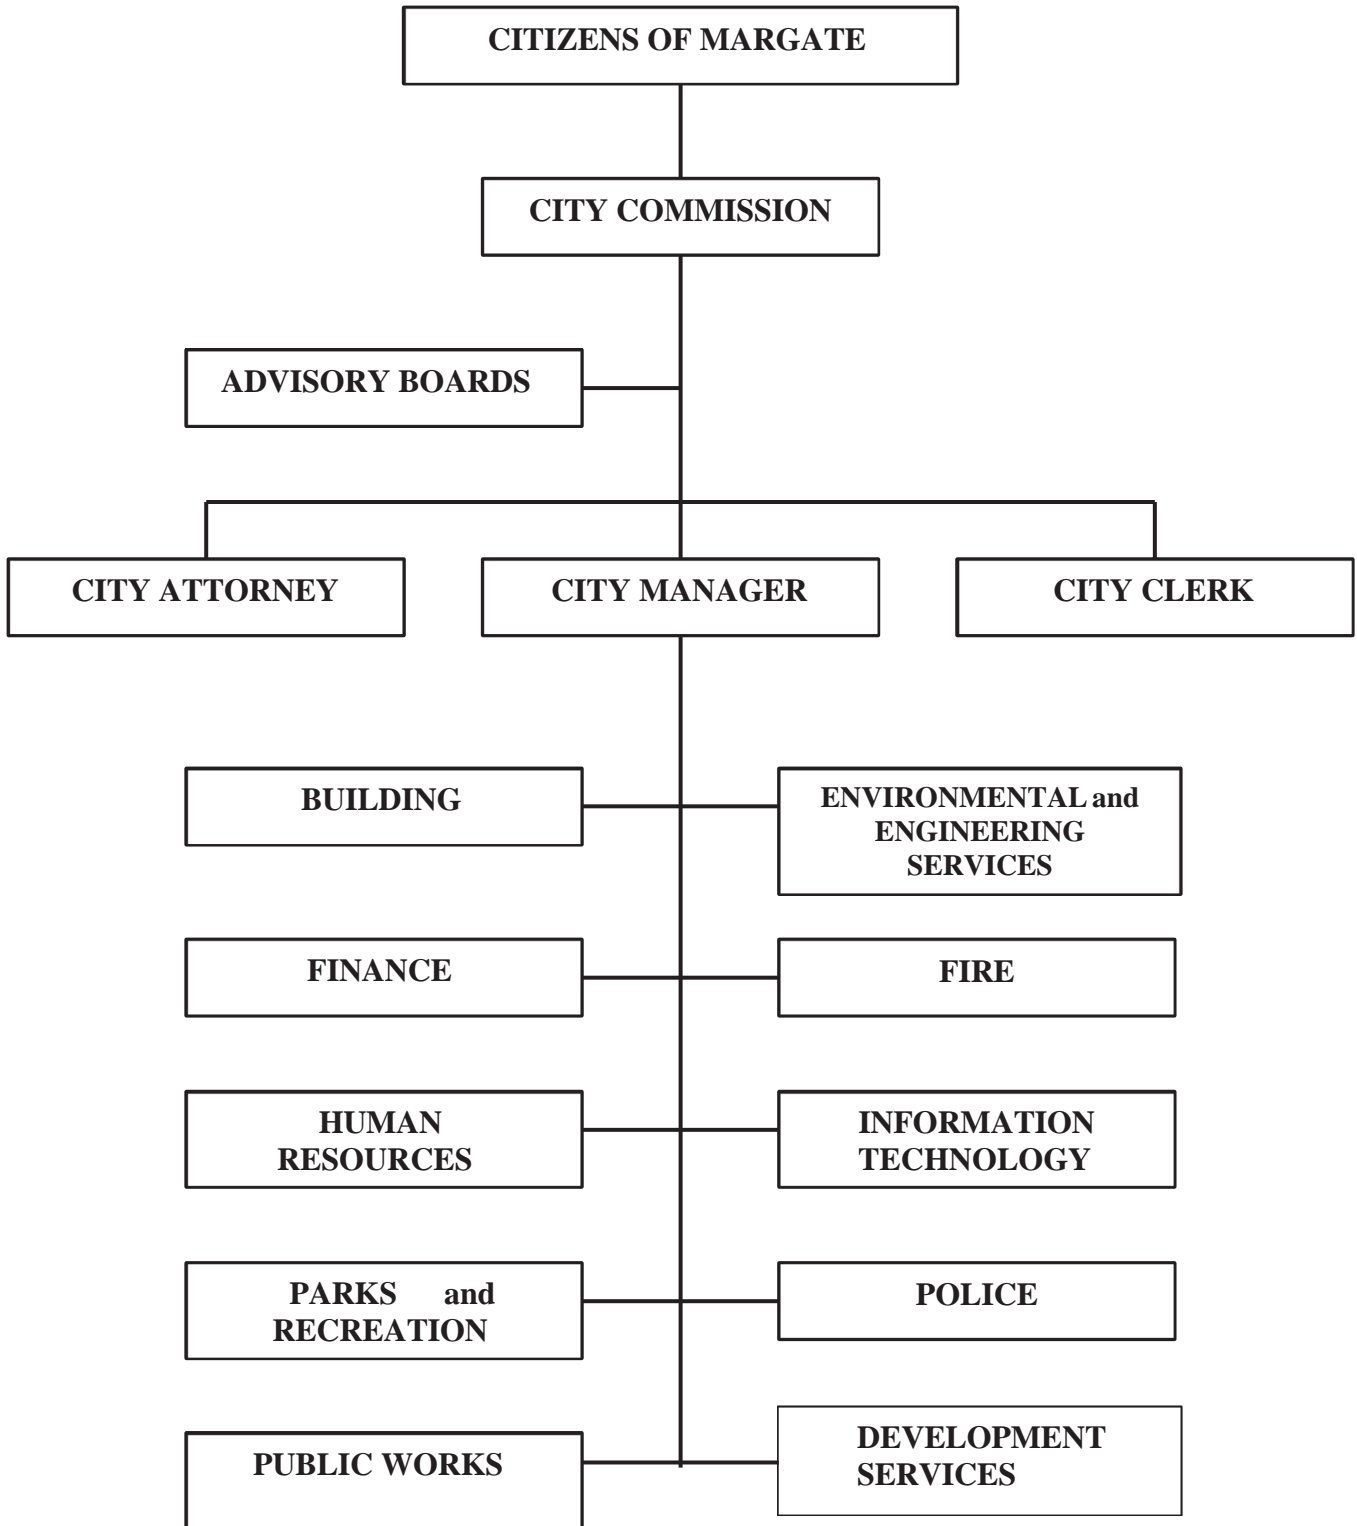 CITIZENS OF MARGATE
CITY COMMISSION
ADVISORY BOARDS
CITY ATTORNEY
CITY MANAGER
CITY CLERK
BUILDING
ENVIRONMENTAL and
ENGINEERING
SERVICES
FINANCE
FIRE
HUMAN
RESOURCES
INFORMATION
TECHNOLOGY
PARKS and
RECREATION
POLICE
PUBLIC WORKS
DEVELOPMENT
SERVICES